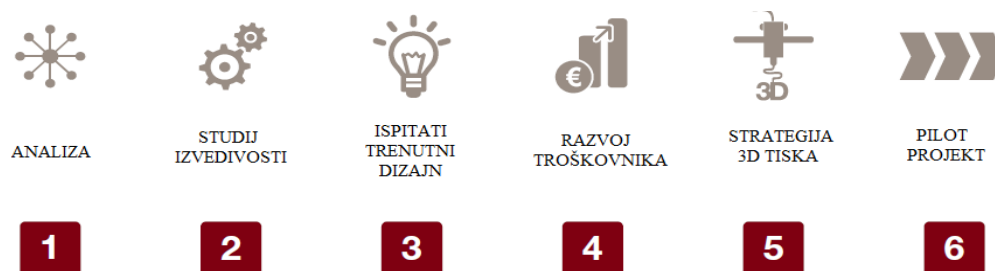 €
3D
ANALIZA
STUDIJ
IZVEDIVOSTI
ISPITATI
TRENUTNI
DIZAJN
RAZVOJ
TROŠKOVNIKA
STRATEGIJA
3D TISKA
PILOT
PROJEKT
1
2
3
4
5
6